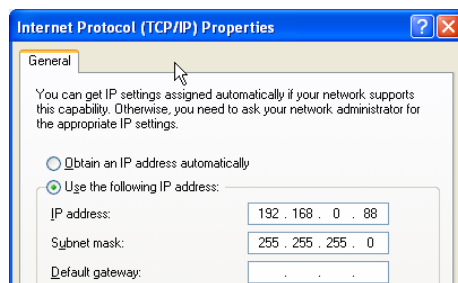 Internet Protocol (TCP/IP) Properties
General
You can get IP settings assigned automatically if your network supports
this capability. Otherwise, you need to ask your network administrator for
the appropriate IP settings.
Obtain an IP address automatically
Use the following IP address:
IP address: 192 . 168 . 0 . 88
Subnet mask: 255 . 255 . 255 . 0
Default gateway: . . .